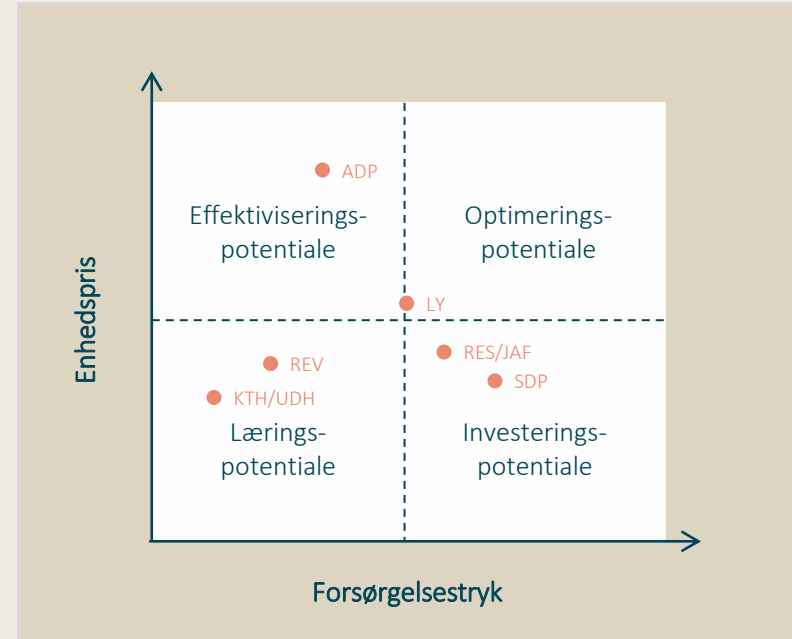 ADP
Effektiviserings-
potentiale
Optimerings-
potentiale
LY
Enhedspris
REV
KTH/UDH
Lærings-
potentiale
RES/JAF
SDP
Investerings-
potentiale
Forsørgelsestryk